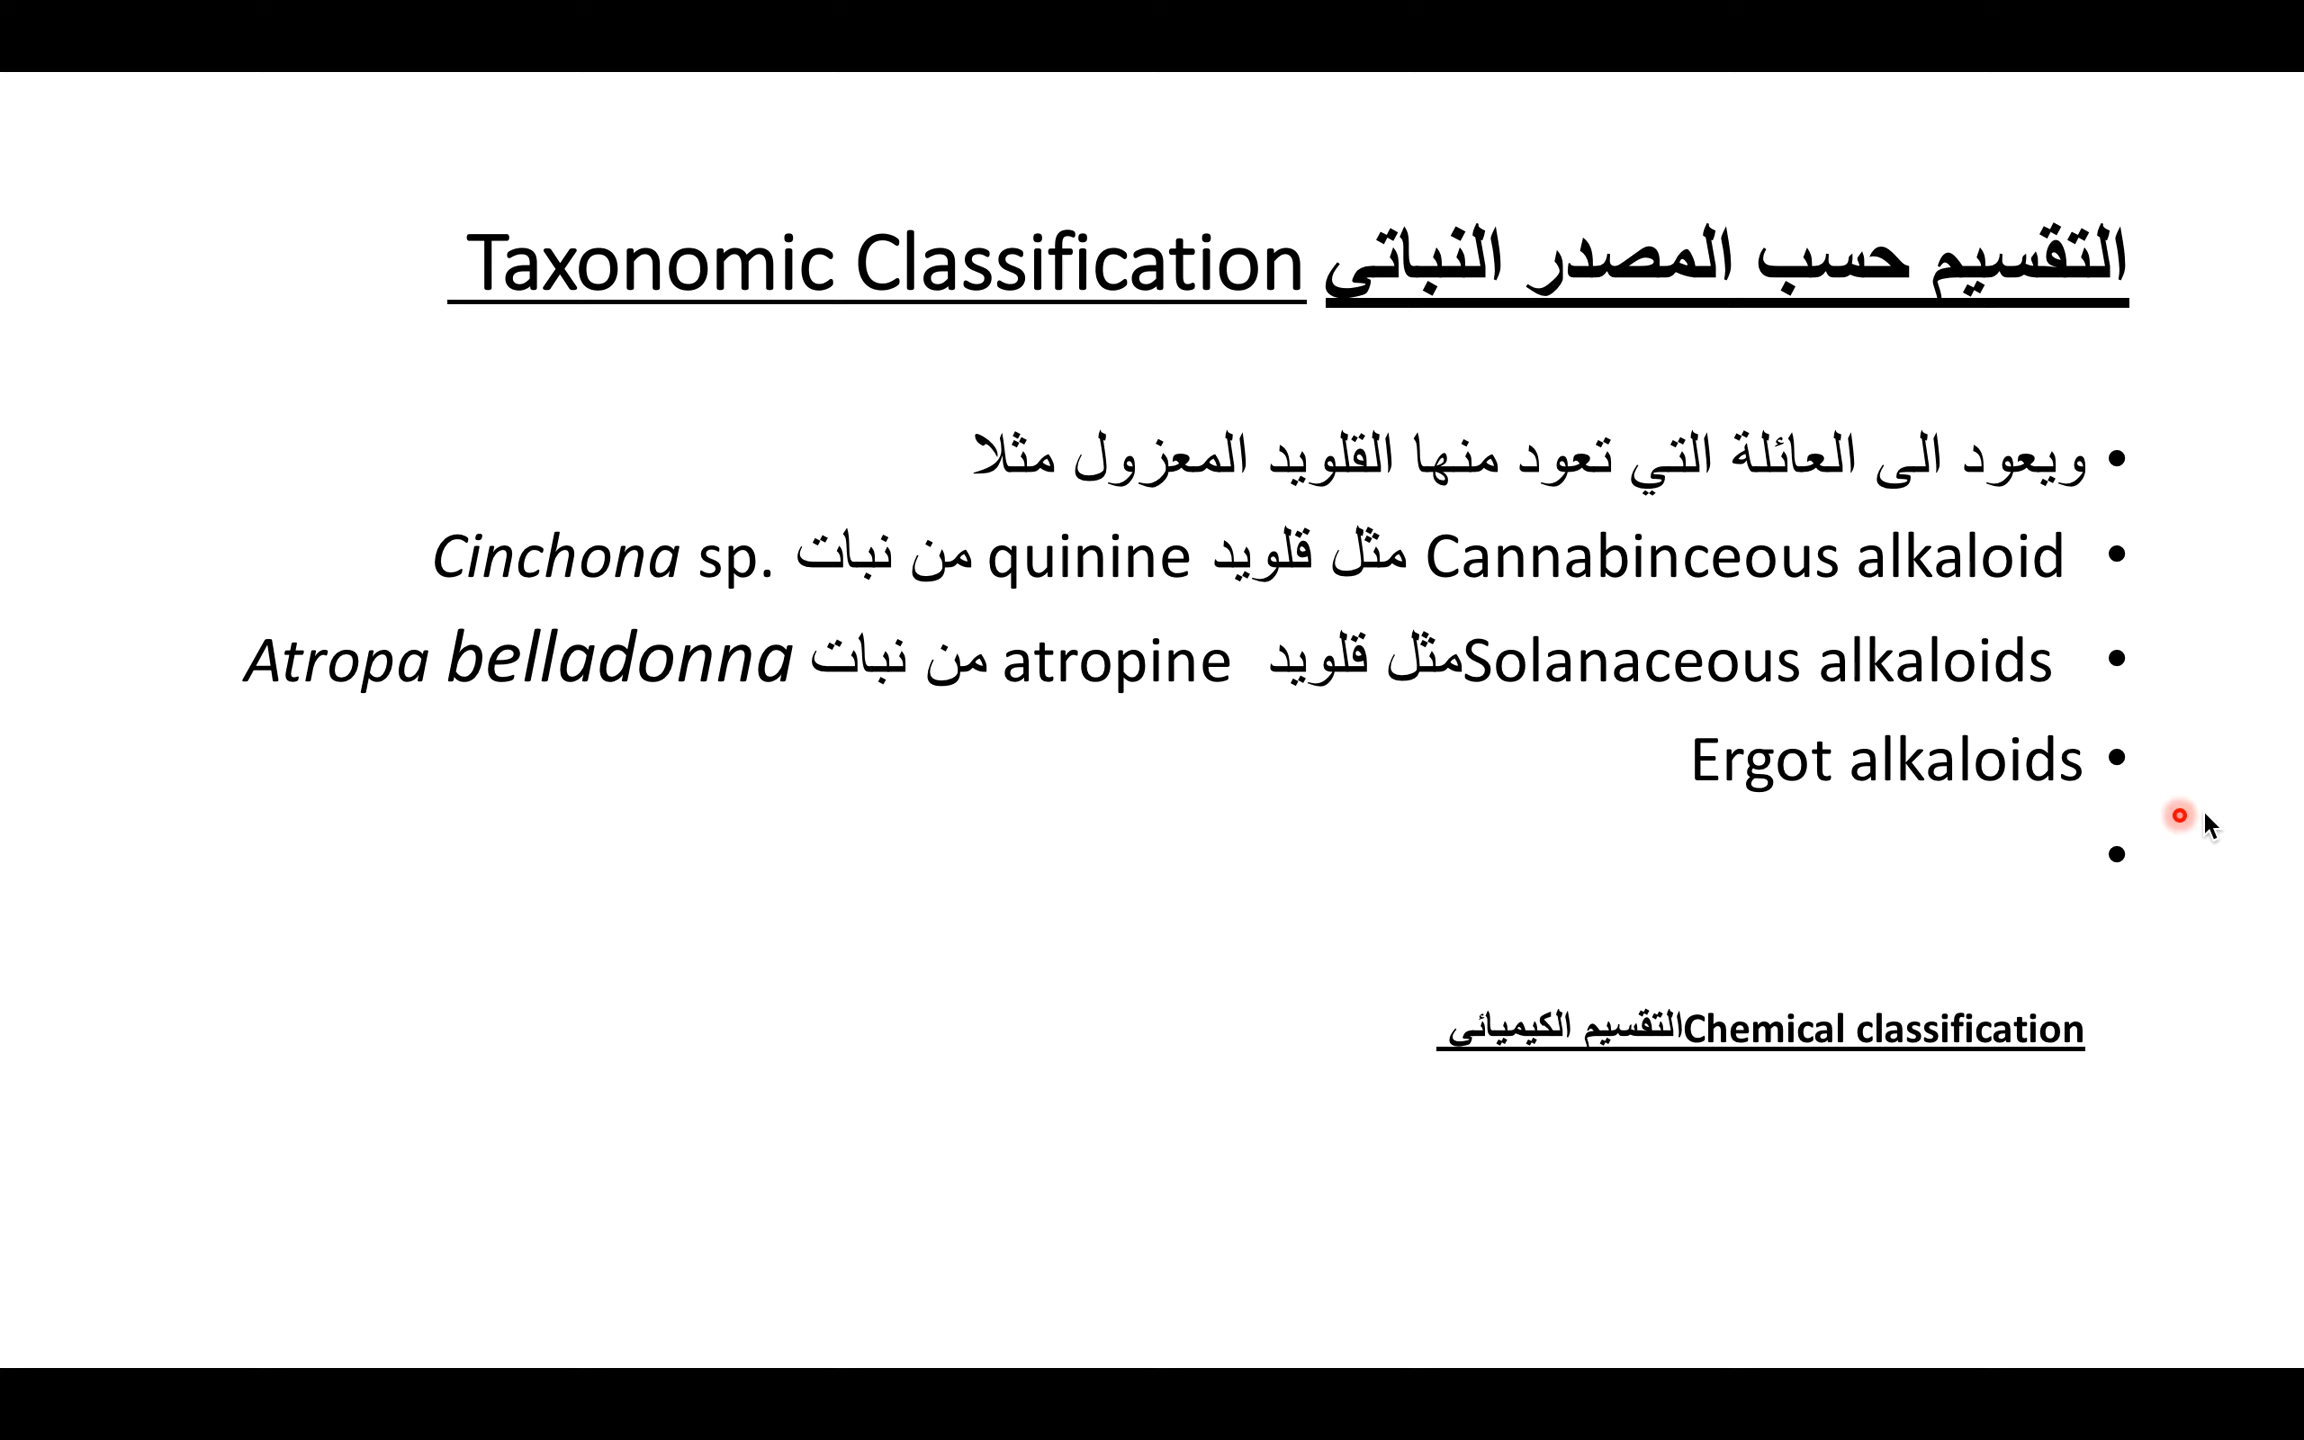 التقسيم حسب المصدر النباتي Taxonomic Classification
• ويعود الى العائلة التي تعود منها القلويد المعزول مثلا
• Cannabinceous alkaloid مثل قلويد quinine من نبات Cinchona sp.
• Solanaceous alkaloidsمثل قلويد atropine من نبات Atropa belladonna
• Ergot alkaloids
•
Chemical classificationالتقسيم الكيميائي